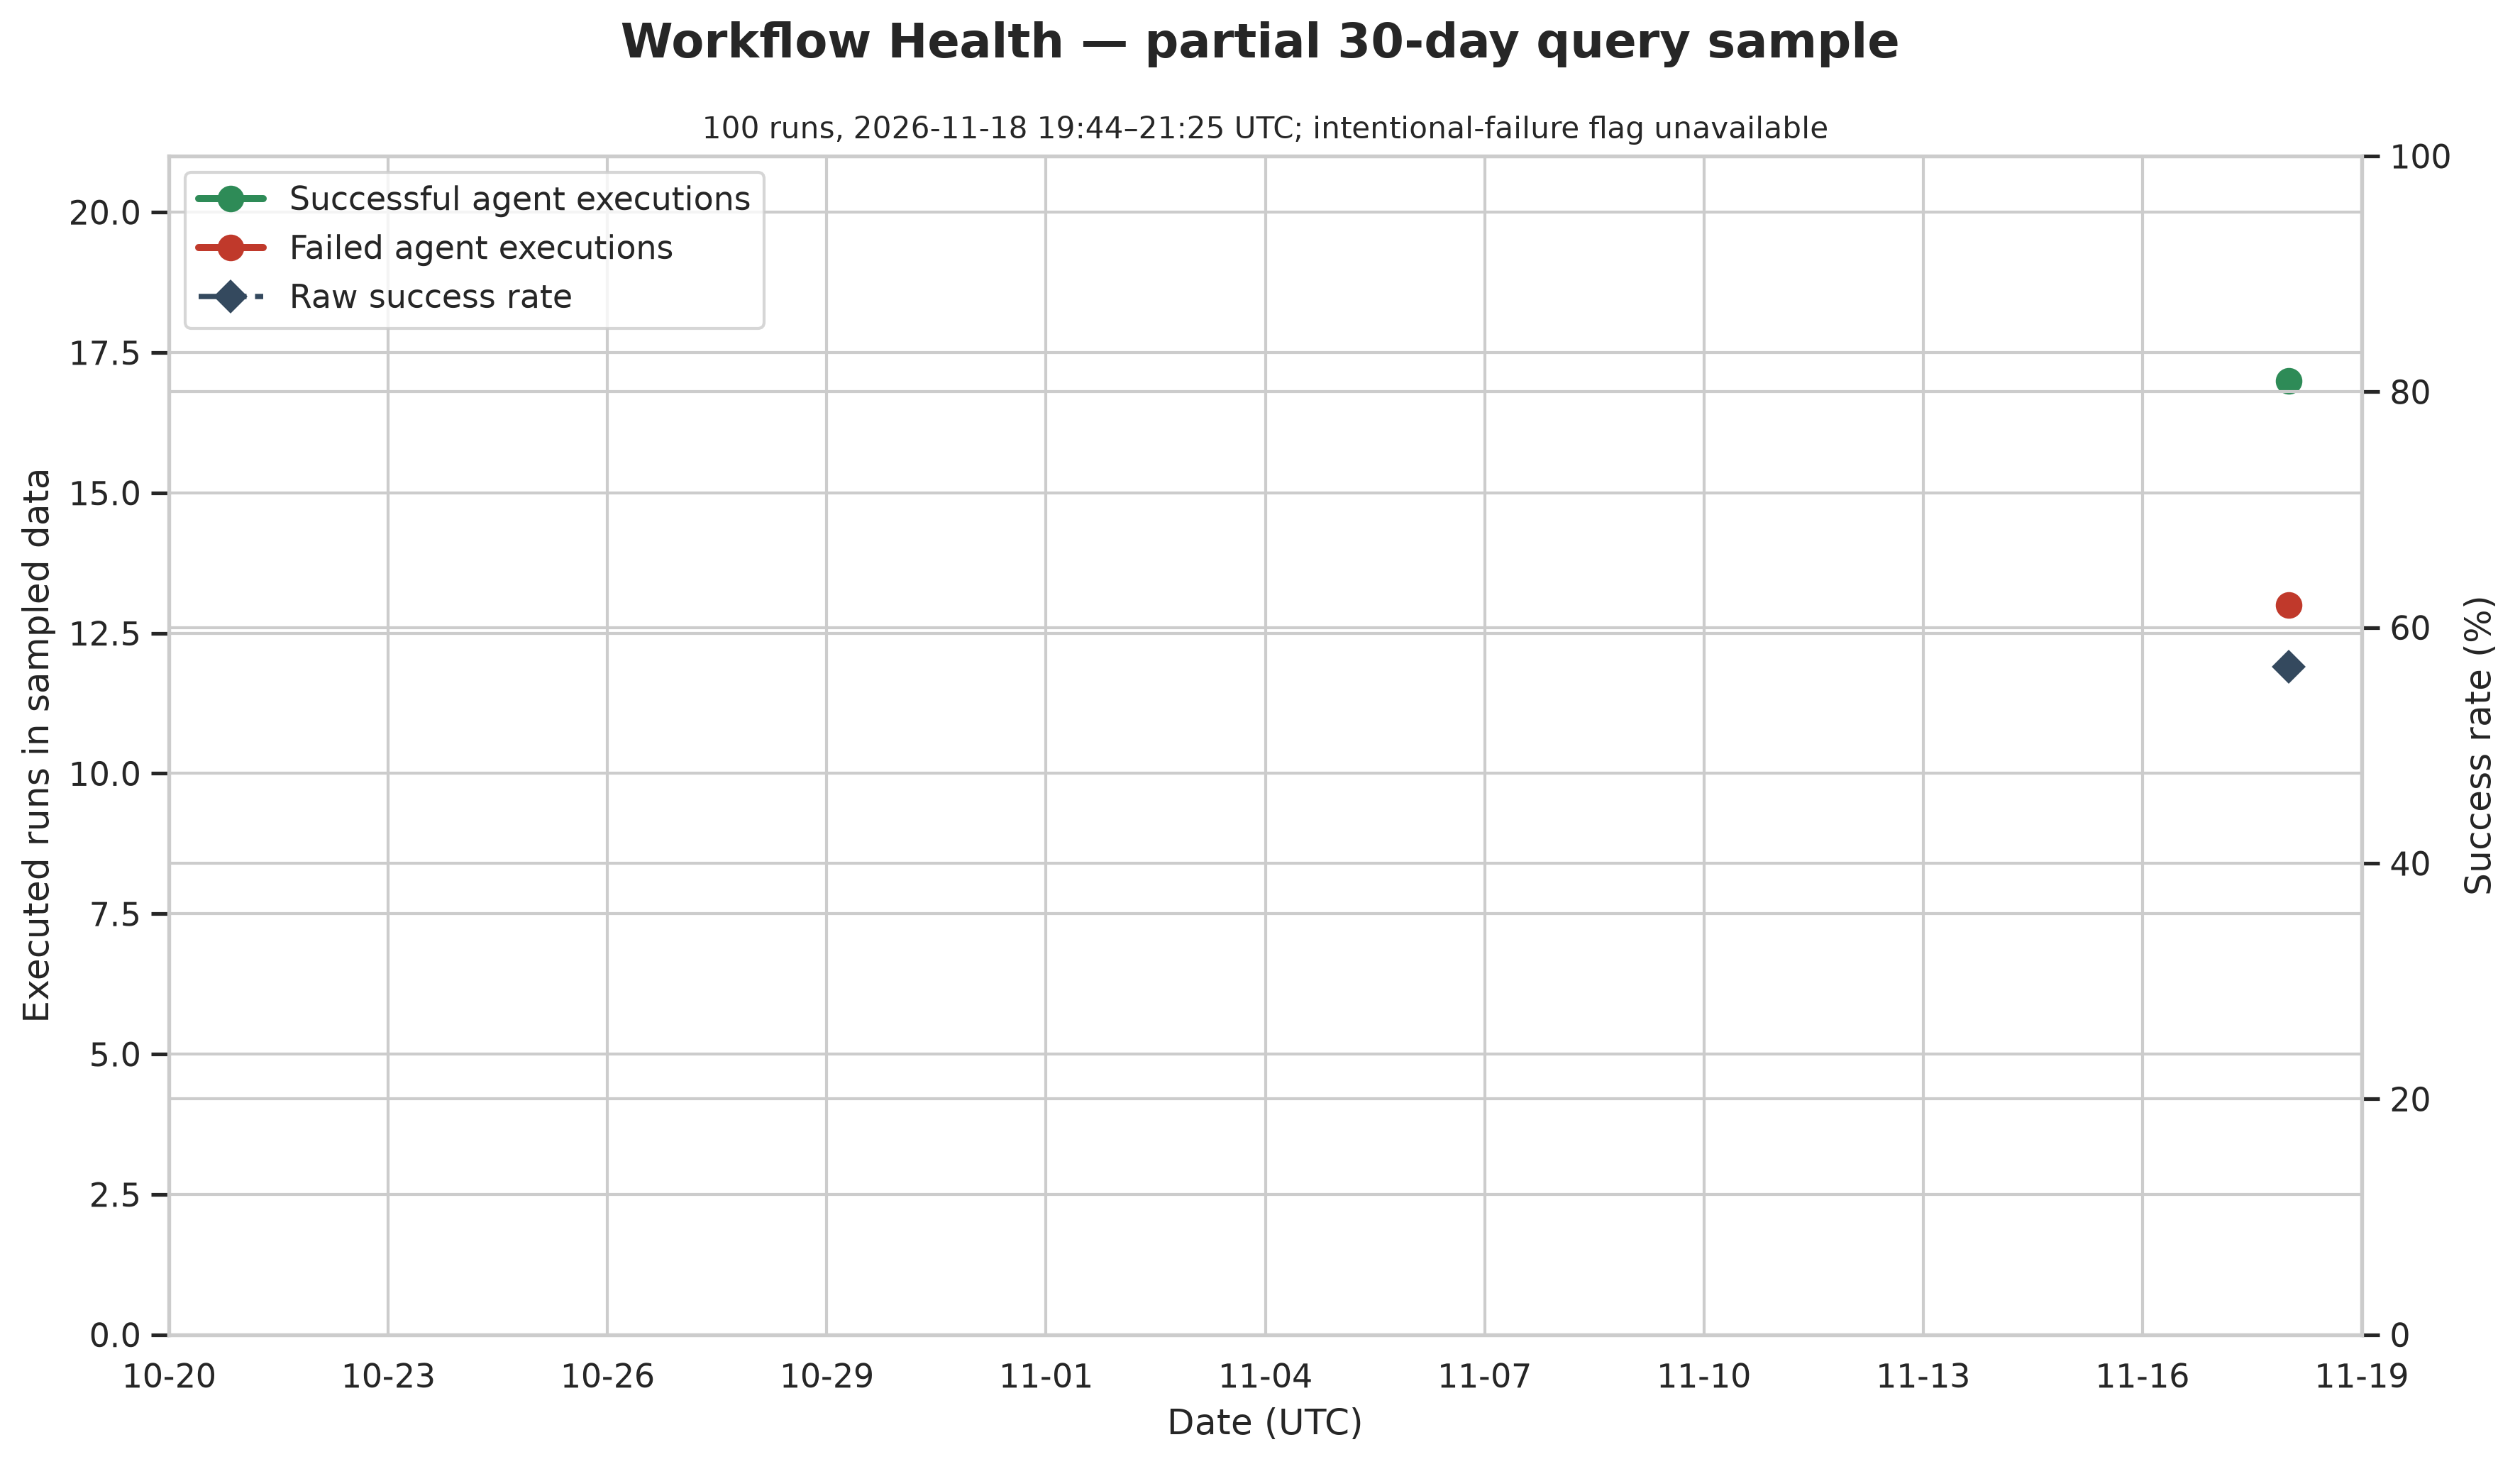 Workflow Health — partial 30-day query sample
100 runs, 2026-11-18 19:44–21:25 UTC; intentional-failure flag unavailable
Successful agent executions
Failed agent executions
Raw success rate
Executed runs in sampled data
20.0
17.5
15.0
12.5
10.0
7.5
5.0
2.5
0.0
100
80
60
40
20
0
Success rate (%)
10-20 10-23 10-26 10-29 11-01 11-04 11-07 11-10 11-13 11-16 11-19
Date (UTC)